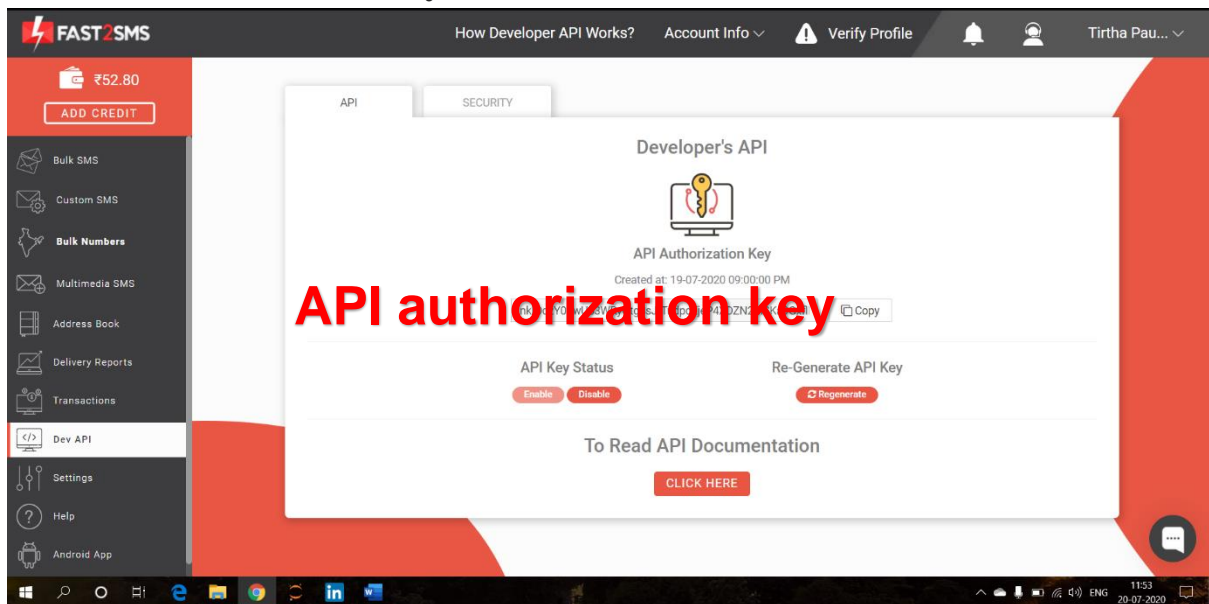 FAST2SMS
How Developer API Works?
Account Info
Verify Profile
Tirtha Pau...
₹52.80
ADD CREDIT
Bulk SMS
Custom SMS
Bulk Numbers
Multimedia SMS
Address Book
Delivery Reports
Transactions
Dev API
Settings
Help
Android App
API
SECURITY
Developer's API
API Authorization Key
Created at: 19-07-2020 09:00:00 PM
API authorization key
Copy
API Key Status
Re-Generate API Key
Enable
Disable
Regenerate
To Read API Documentation
CLICK HERE
ENG
11:53
20-07-2020